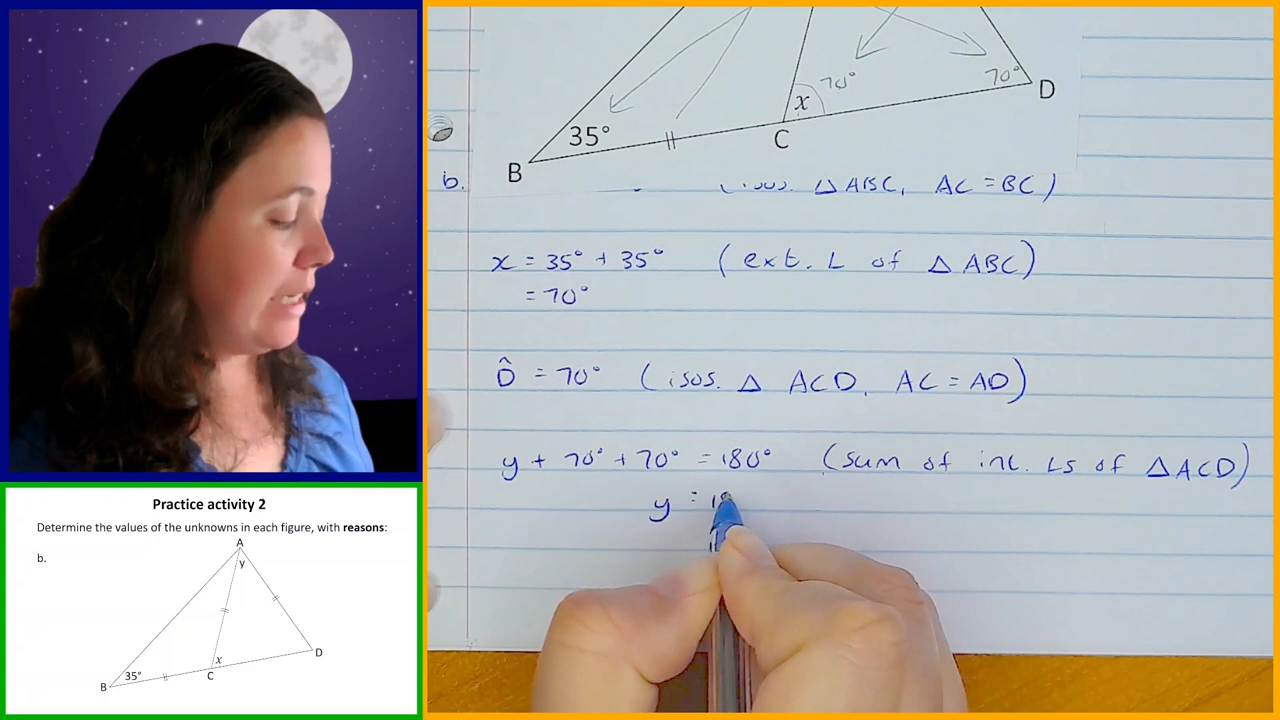 35°
x
70°
70°
B
C
D
b. (isos. △ABC, AC = BC)
x = 35° + 35° (ext. L of △ABC)
= 70°
D̂ = 70° (isos. △ ACD, AC = AD)
y + 70° + 70° = 180° (sum of int. Ls of △ACD)
y = 1
Practice activity 2
Determine the values of the unknowns in each figure, with reasons:
b.
A
y
35°
x
B
C
D